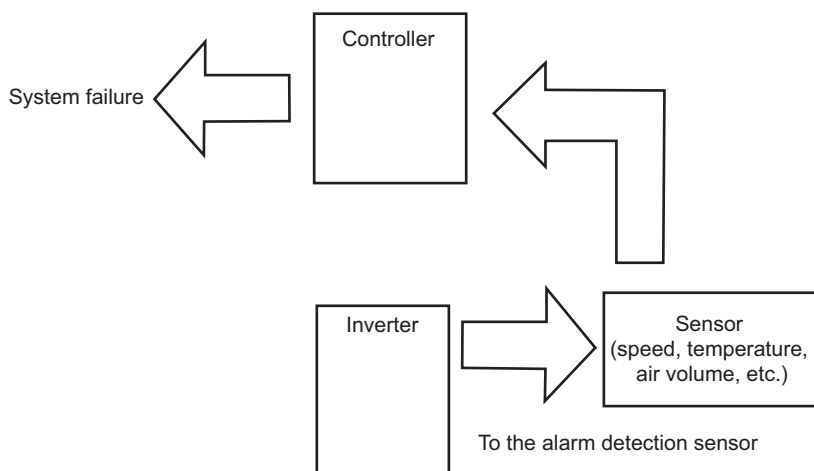 Controller
System failure
Inverter
Sensor
(speed, temperature,
air volume, etc.)
To the alarm detection sensor